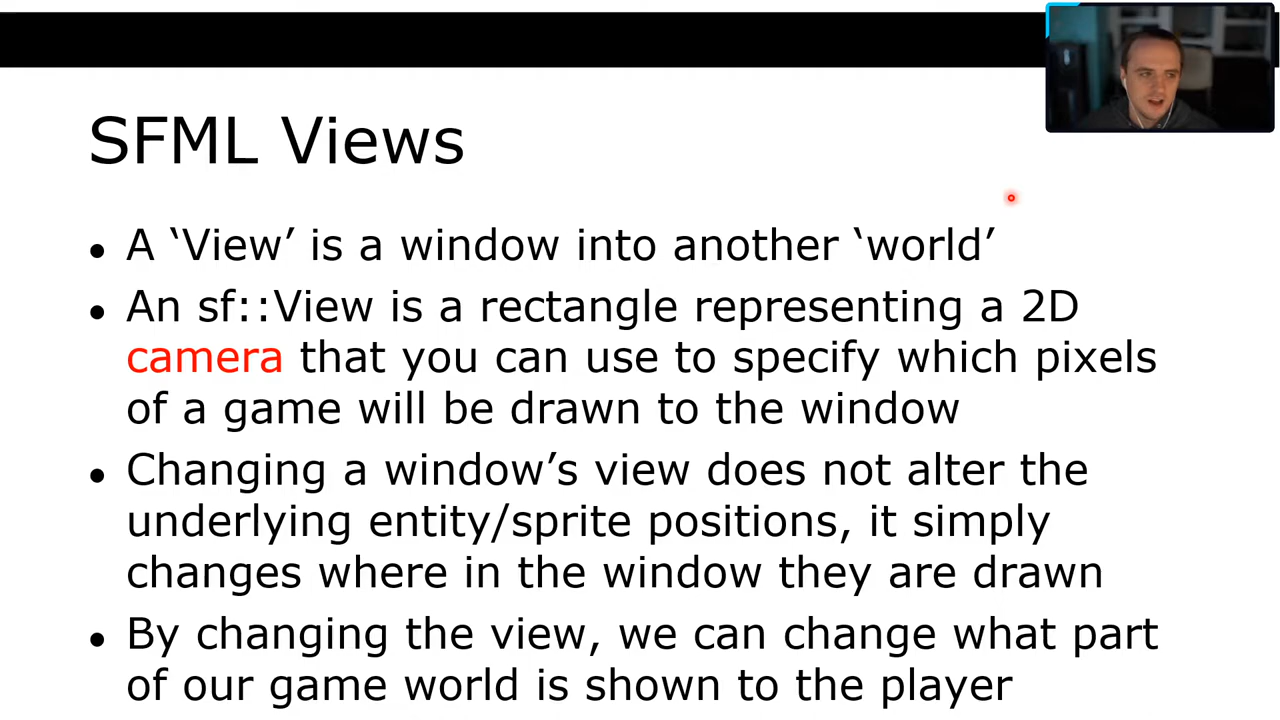 SFML Views
• A ‘View’ is a window into another ‘world’
• An sf::View is a rectangle representing a 2D
camera that you can use to specify which pixels
of a game will be drawn to the window
• Changing a window’s view does not alter the
underlying entity/sprite positions, it simply
changes where in the window they are drawn
• By changing the view, we can change what part
of our game world is shown to the player